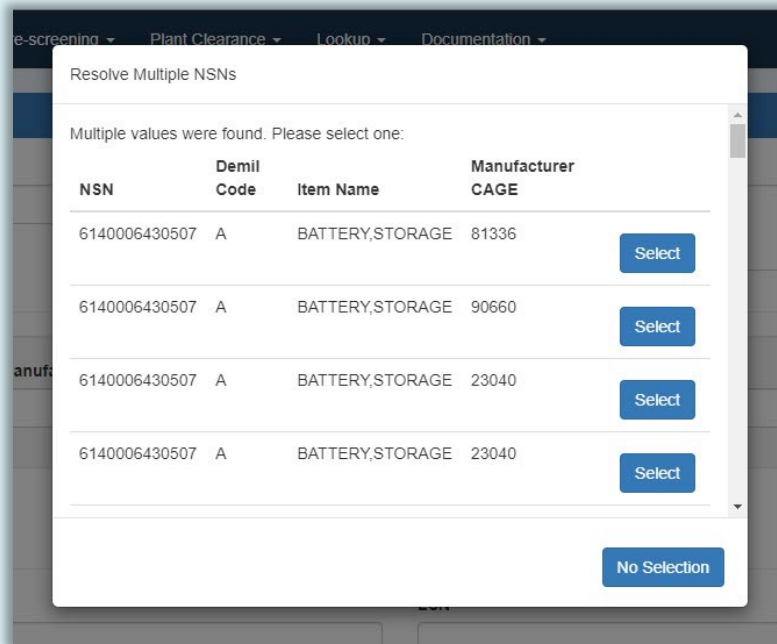 e-screening Plant Clearance Lookup Documentation
Resolve Multiple NSNs
Multiple values were found. Please select one:
NSN Demil Code Item Name Manufacturer CAGE
6140006430507 A BATTERY,STORAGE 81336 Select
6140006430507 A BATTERY,STORAGE 90660 Select
anufa
6140006430507 A BATTERY,STORAGE 23040 Select
6140006430507 A BATTERY,STORAGE 23040 Select
No Selection